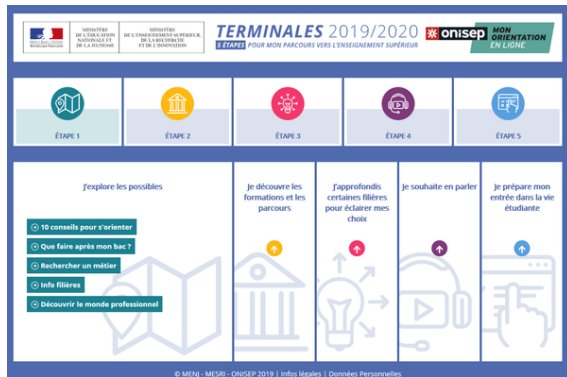 MINISTÈRE
DE L'ÉDUCATION
NATIONALE ET
DE LA JEUNESSE
MINISTÈRE
DE L'ENSEIGNEMENT SUPÉRIEUR,
DE LA RECHERCHE
ET DE L'INNOVATION
TERMINALES 2019/2020
5 ÉTAPES POUR MON PARCOURS VERS L'ENSEIGNEMENT SUPÉRIEUR
onisep
MON
ORIENTATION
EN LIGNE
ÉTAPE 1
ÉTAPE 2
ÉTAPE 3
ÉTAPE 4
ÉTAPE 5
J'explore les possibles
10 conseils pour s'orienter
Que faire après mon bac ?
Rechercher un métier
Info filières
Découvrir le monde professionnel
Je découvre les
formations et les
parcours
J'approfondis
certaines filières
pour éclairer mes
choix
Je souhaite en parler
Je prépare mon
entrée dans la vie
étudiante
© MENJ - MESRI - ONISEP 2019 | Infos légales | Données Personnelles